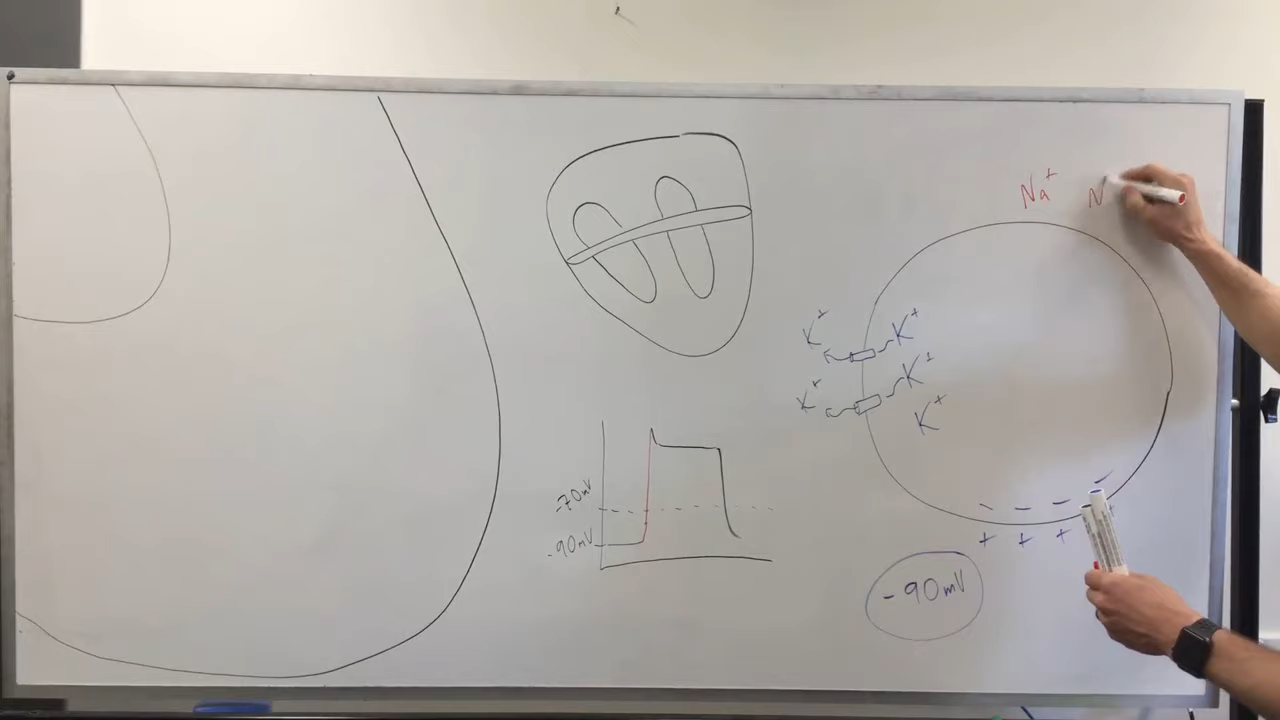 Na⁺ N
K⁺ K⁺
K⁺ K⁺
K⁺
-70mV
-90mV
- - - -
+ + + +
-90mV